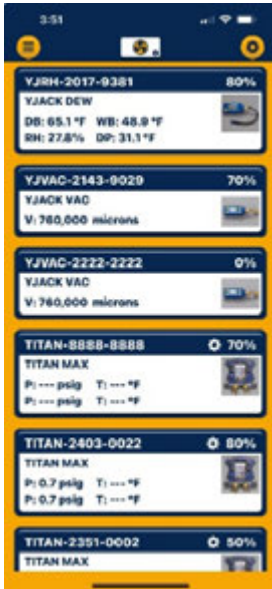 3:51
YJRH-2017-9381 80%
YJACK DEW
DB: 65.1 °F WB: 48.9 °F
RH: 27.8% DP: 31.1 °F
YJVAC-2143-9029 70%
YJACK VAC
V: 760,000 microns
YJVAC-2222-2222 0%
YJACK VAC
V: 760,000 microns
TITAN-8888-8888 70%
TITAN MAX
P: --- psig T: --- °F
P: --- psig T: --- °F
TITAN-2403-0022 80%
TITAN MAX
P: 0.7 psig T: --- °F
P: 0.7 psig T: --- °F
TITAN-2351-0002 50%
TITAN MAX